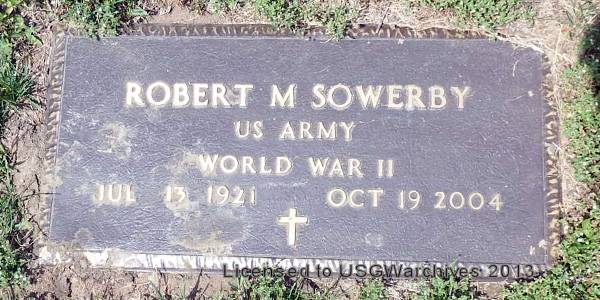 ROBERT M SOWERBY
US ARMY
WORLD WAR II
JUL 13 1921 OCT 19 2004
Licensed to USGWarchives 2013